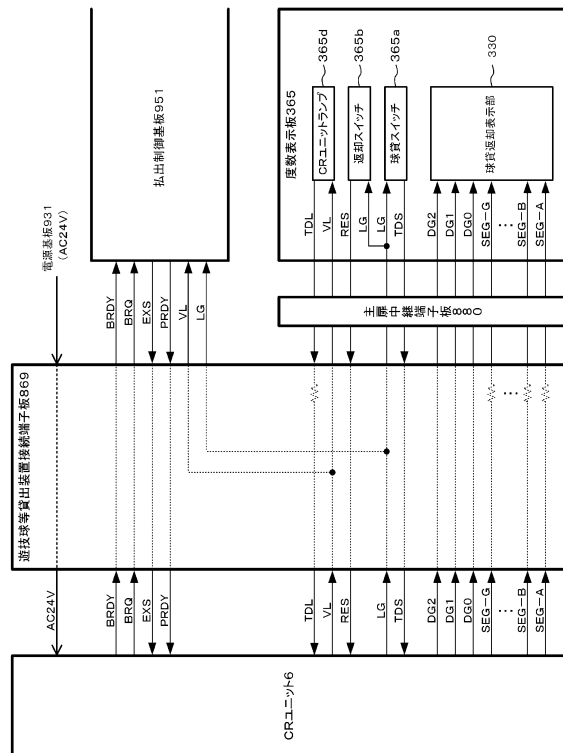 電源基板931
(AC24V)
払出制御基板951
BRDY
BRQ
EXS
PRDY
VL
LG
度数表示板365
CRユニットランプ
365d
返却スイッチ
365b
球貸スイッチ
365a
球貸返却表示部
330
TDL
VL
RES
LG
LG
TDS
DG2
DG1
DG0
SEG-G
…
SEG-B
SEG-A
主扉中継端子板880
遊技球等貸出装置接続端子板869
…
AC24V
BRDY
BRQ
EXS
PRDY
TDL
VL
RES
LG
TDS
DG2
DG1
DG0
SEG-G
…
SEG-B
SEG-A
CRユニット6